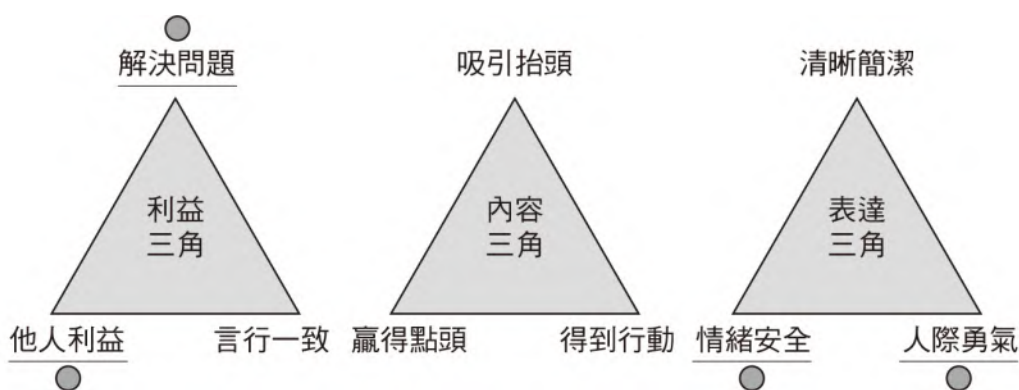 解決問題
吸引抬頭
清晰簡潔
利益
三角
內容
三角
表達
三角
他人利益
言行一致
贏得點頭
得到行動
情緒安全
人際勇氣